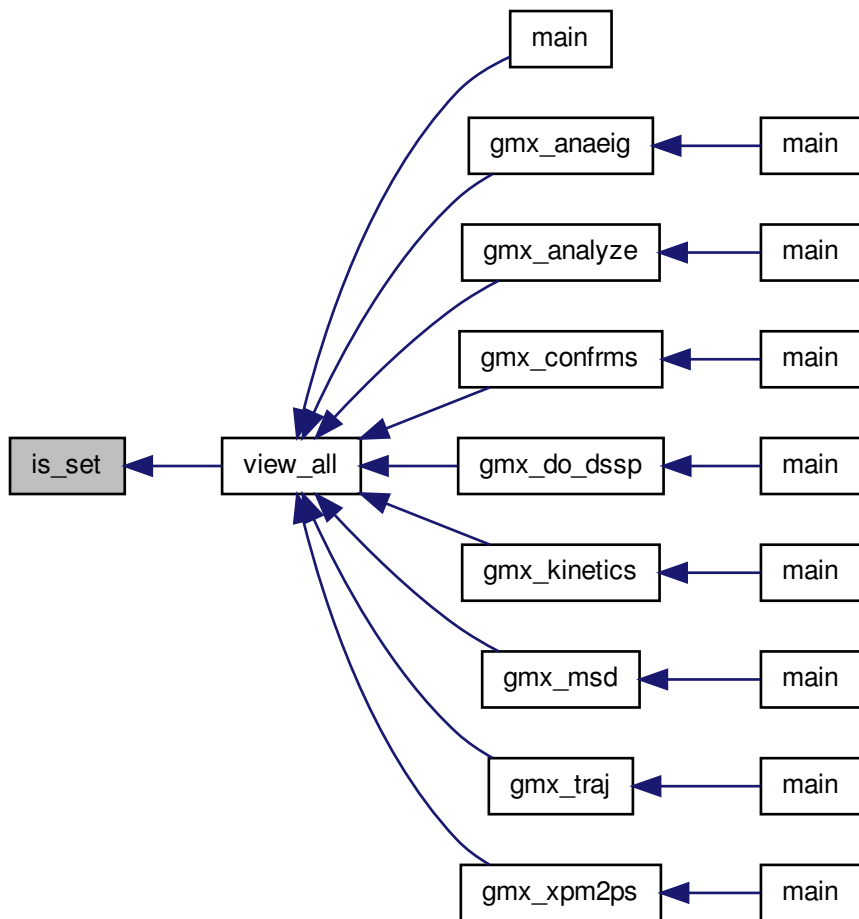 main
gmx_anaeig
main
gmx_analyze
main
gmx_confrms
main
is_set
view_all
gmx_do_dssp
main
gmx_kinetics
main
gmx_msd
main
gmx_traj
main
gmx_xpm2ps
main